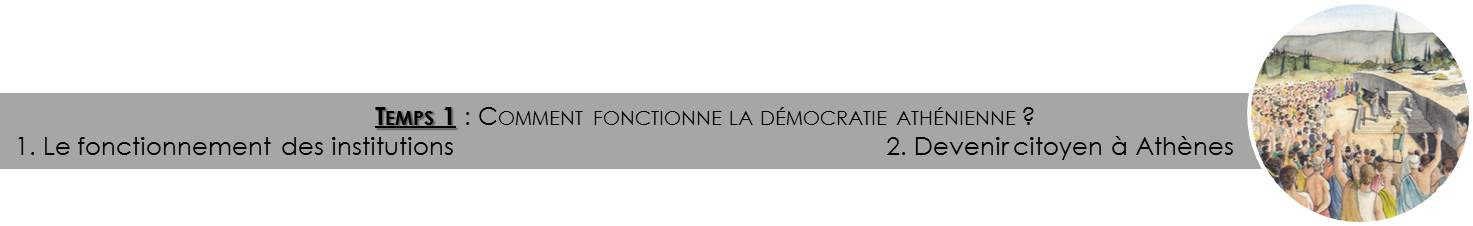 TEMPS 1 : COMMENT FONCTIONNE LA DÉMOCRATIE ATHÉNIENNE ?
1. Le fonctionnement des institutions 2. Devenir citoyen à Athènes